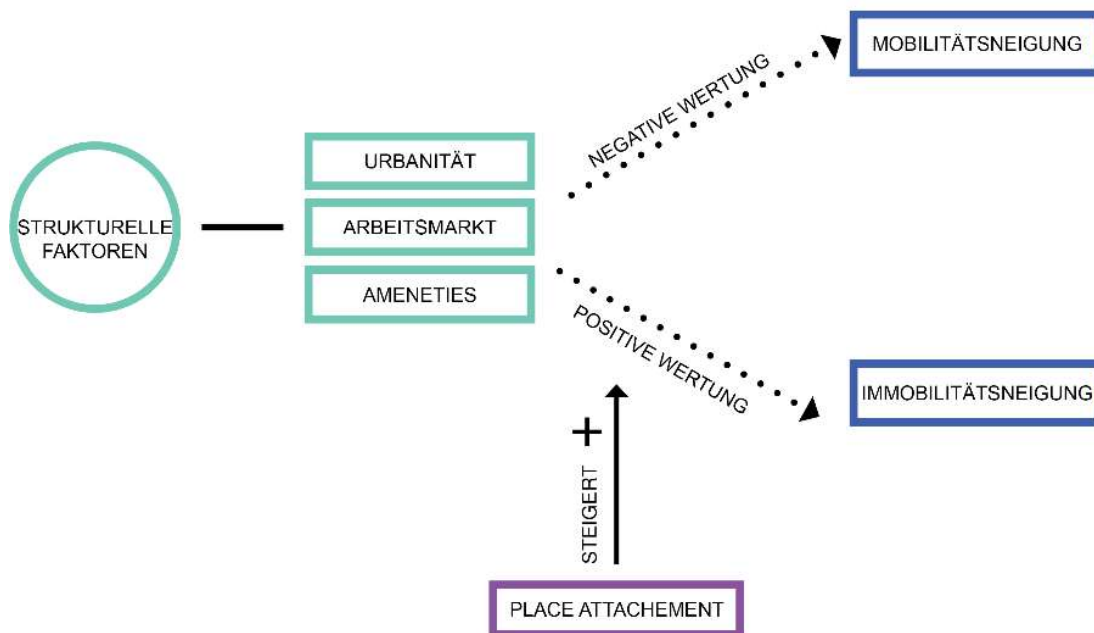 MOBILITÄTSNEIGUNG
NEGATIVE WERTUNG
URBANITÄT
STRUKTURELLE
FAKTOREN
ARBEITSMARKT
AMENETIES
POSITIVE WERTUNG
IMMOBILITÄTSNEIGUNG
+
STEIGERT
PLACE ATTACHEMENT